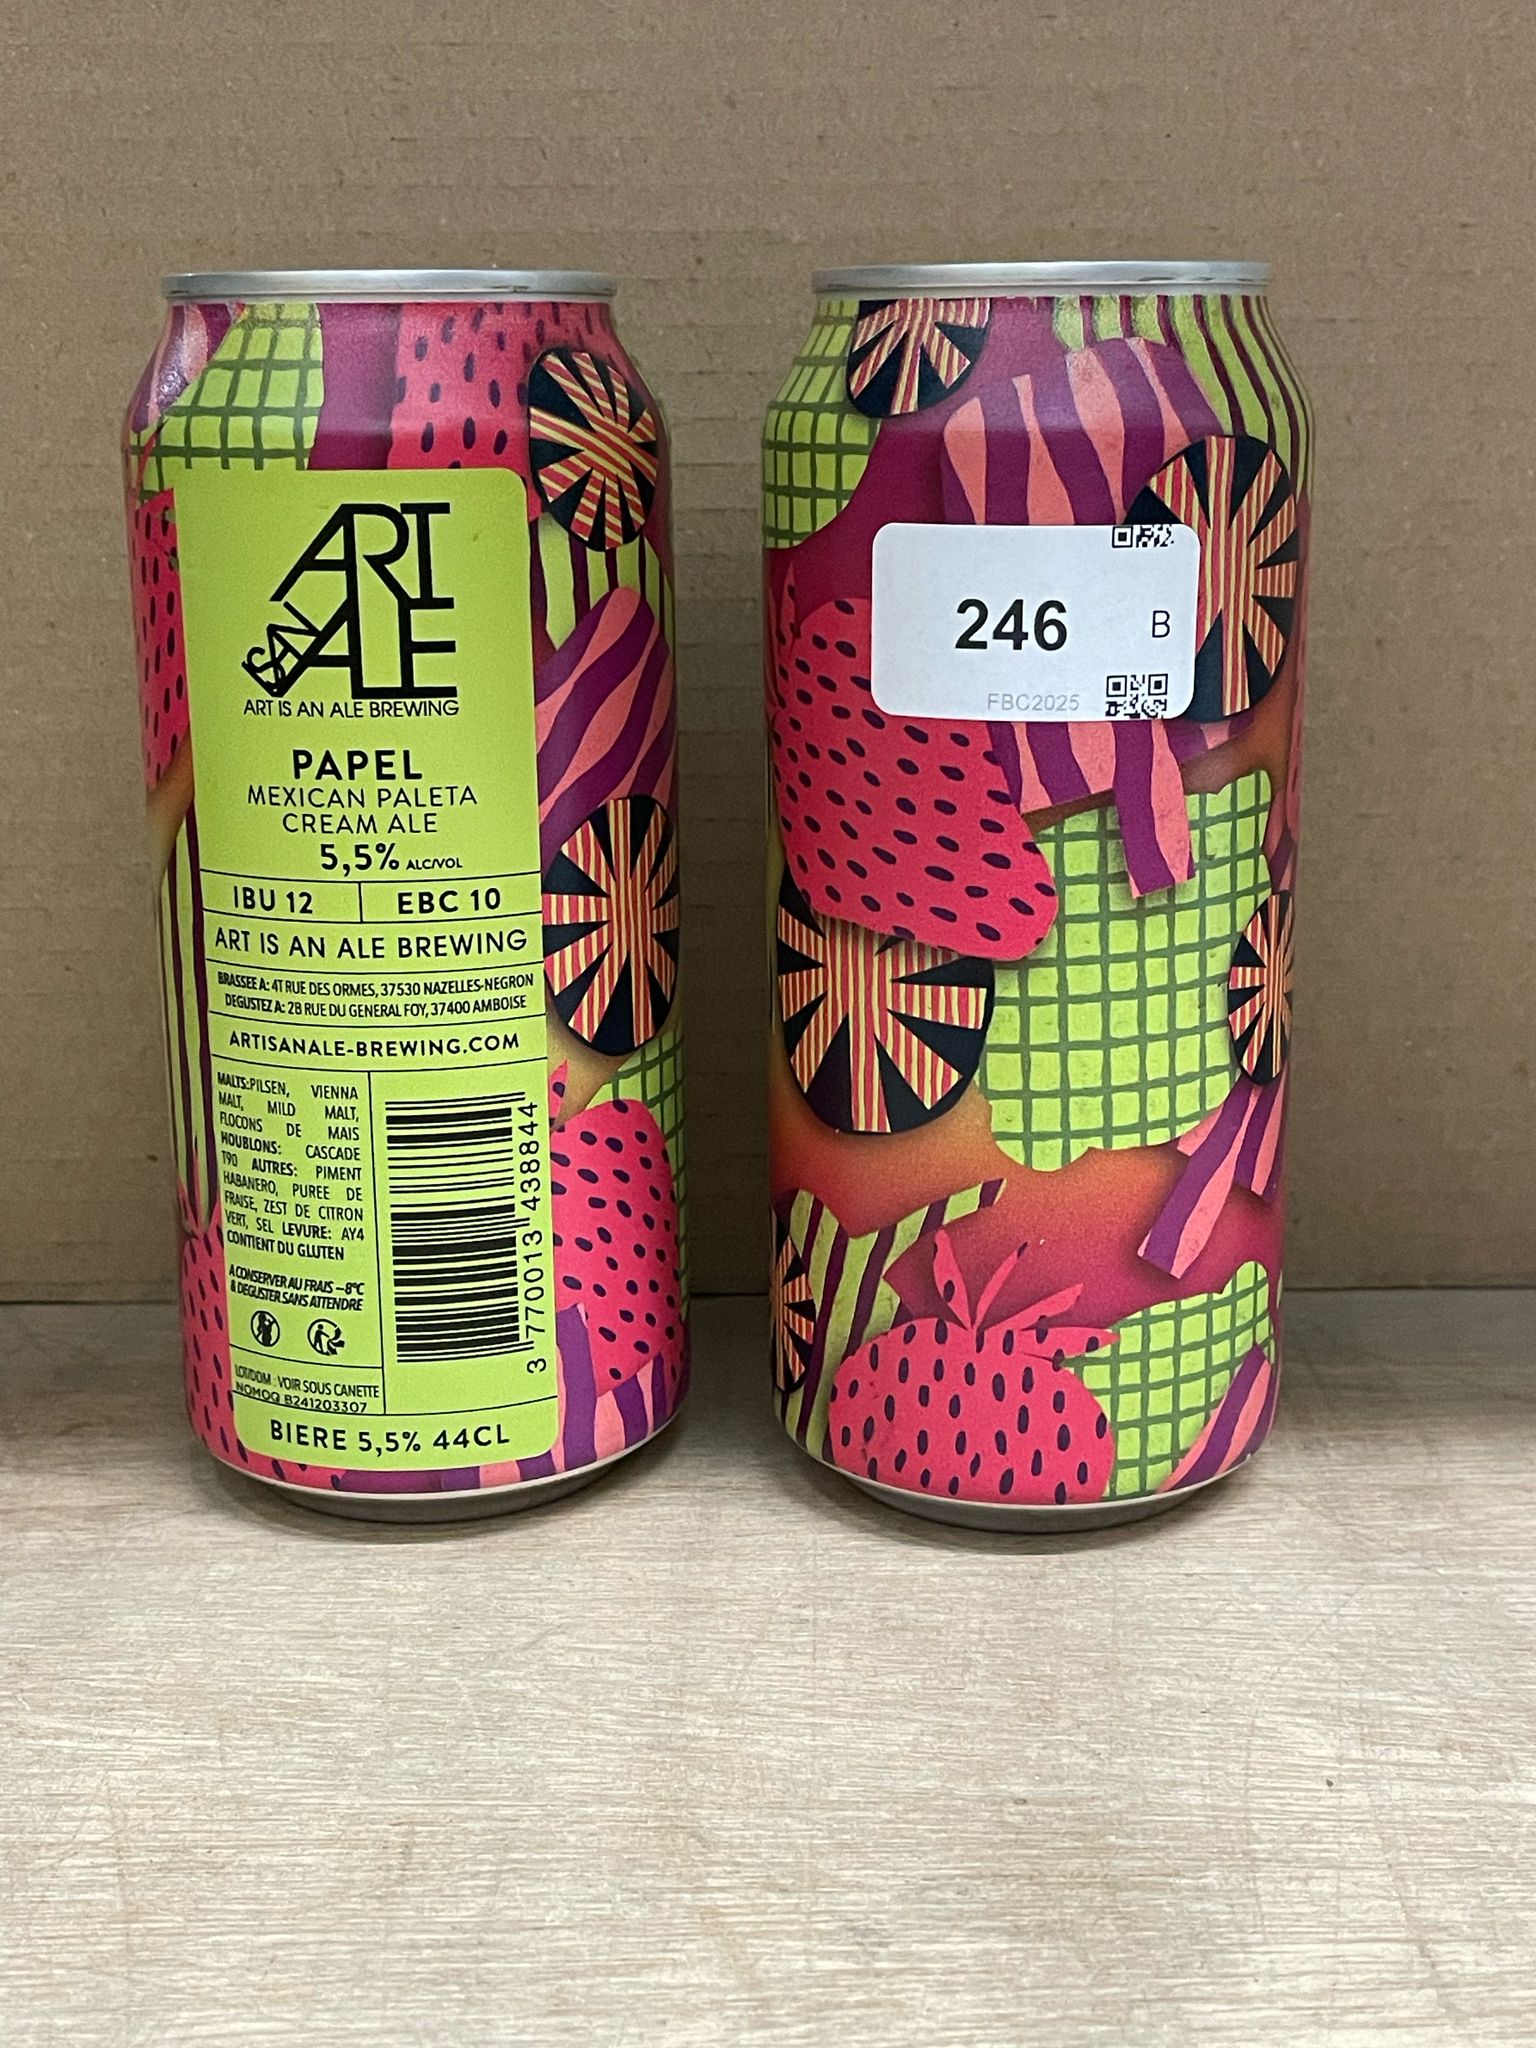 ART
ISAN
ALE
ART IS AN ALE BREWING
PAPEL
MEXICAN PALETA
CREAM ALE
5,5% ALC/VOL
IBU 12
EBC 10
ART IS AN ALE BREWING
BRASSEE A: 4T RUE DES ORMES, 37530 NAZELLES-NEGRON
DEGUSTEZ A: 2B RUE DU GENERAL FOY, 37400 AMBOISE
ARTISANALE-BREWING.COM
MALTS:PILSEN, VIENNA
MALT, MILD MALT,
FLOCONS DE MAIS
HOUBLONS: CASCADE
T90 AUTRES: PIMENT
HABANERO, PUREE DE
FRAISE, ZEST DE CITRON
VERT, SEL LEVURE: AY4
CONTIENT DU GLUTEN
A CONSERVER AU FRAIS –8°C
& DEGUSTER SANS ATTENDRE
LOT/DDM : VOIR SOUS CANETTE
NOMOQ B241203307
3 770013 438844
BIERE 5,5% 44CL
246
B
FBC2025